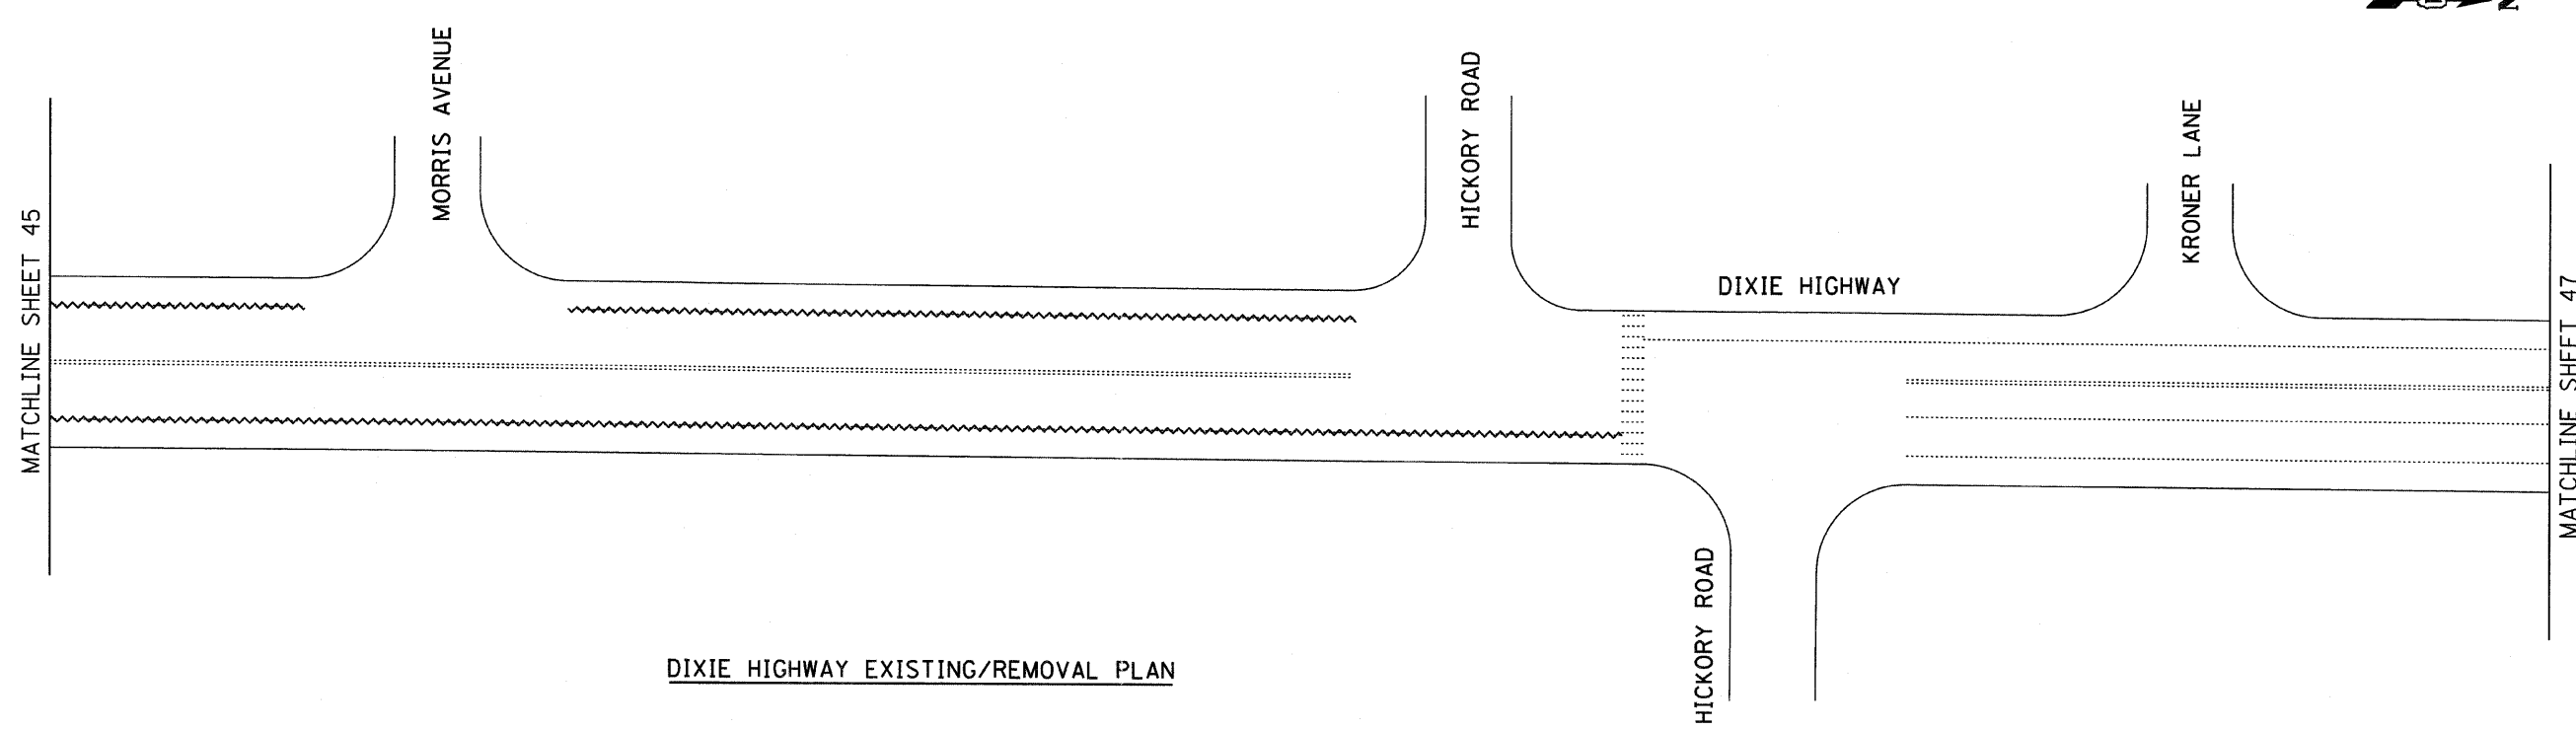 MORRIS AVENUE
HICKORY ROAD
KRONER LANE
MATCHLINE SHEET 45
DIXIE HIGHWAY
MATCHLINE SHEET 47
HICKORY ROAD
DIXIE HIGHWAY EXISTING/REMOVAL PLAN